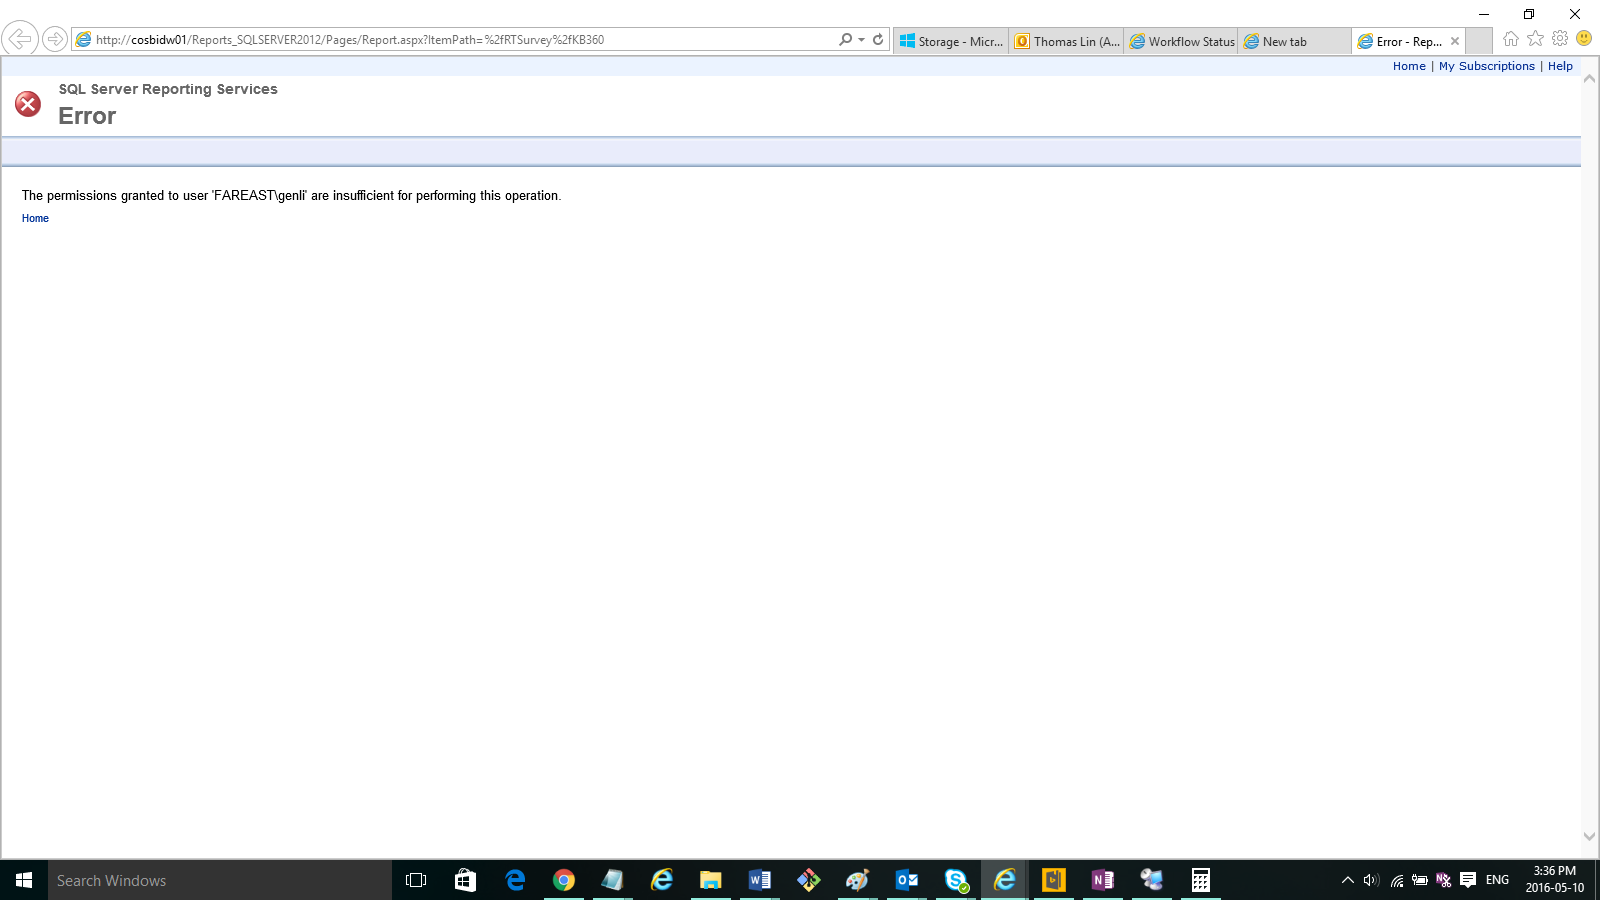 http://cosbidw01/Reports_SQLSERVER2012/Pages/Report.aspx?ItemPath=%2fRTSurvey%2fKB360
Storage - Micr...
Thomas Lin (A...
Workflow Status
New tab
Error - Rep...
Home | My Subscriptions | Help
SQL Server Reporting Services
Error
The permissions granted to user 'FAREAST\genli' are insufficient for performing this operation.
Home
Search Windows
ENG
3:36 PM
2016-05-10